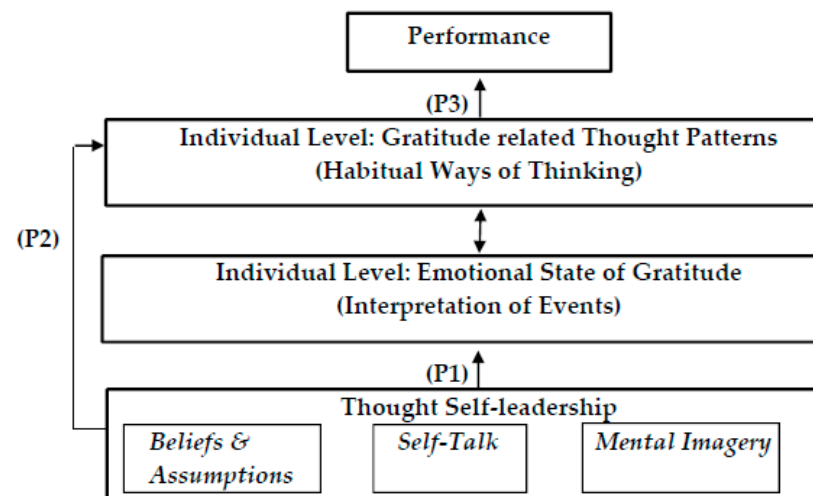 Performance
(P3)
Individual Level: Gratitude related Thought Patterns
(Habitual Ways of Thinking)
(P2)
Individual Level: Emotional State of Gratitude
(Interpretation of Events)
(P1)
Thought Self-leadership
Beliefs &
Assumptions
Self-Talk
Mental Imagery